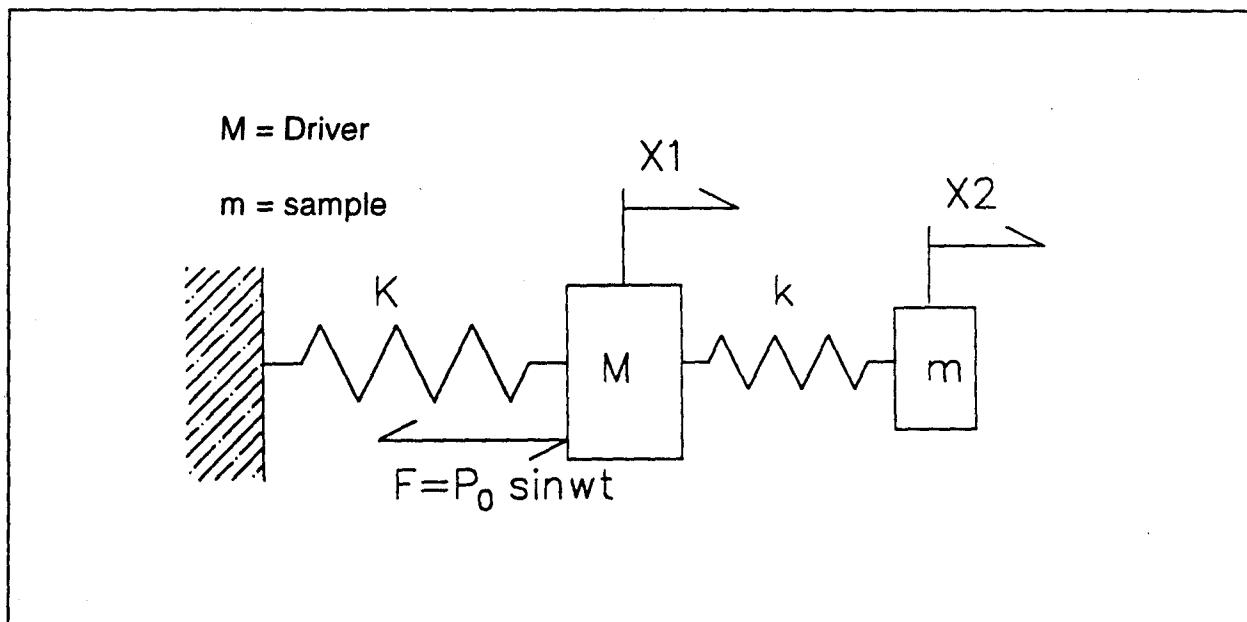 M = Driver
X1
m = sample
X2
K
k
M
m
F=P₀ sinwt